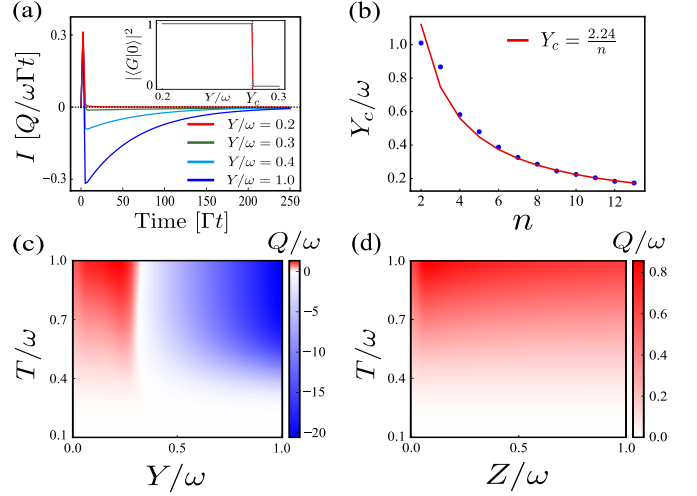 (a)
I [Q/ωΓt]
0.3
0
−0.3
0 50 100 150 200 250
Time [Γt]
Y/ω = 0.2
Y/ω = 0.3
Y/ω = 0.4
Y/ω = 1.0
|⟨G|0⟩|²
1
0
0.2 Y/ω Y_c 0.3
(b)
Y_c/ω
1.0
0.8
0.6
0.4
0.2
2 4 6 8 10 12
n
Y_c = 2.24/n
(c)
Q/ω
T/ω
1.0
0.7
0.4
0.1
0.0 0.5 1.0
Y/ω
0
−5
−10
−15
−20
(d)
Q/ω
T/ω
1.0
0.7
0.4
0.1
0.0 0.5 1.0
Z/ω
0.8
0.6
0.4
0.2
0.0